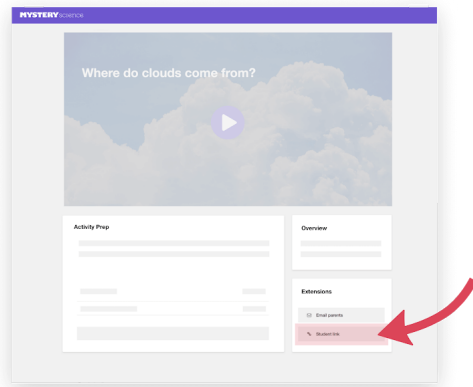 MYSTERY SCIENCE
Where do clouds come from?
Activity Prep
Overview
Extensions
Email parents
Student link